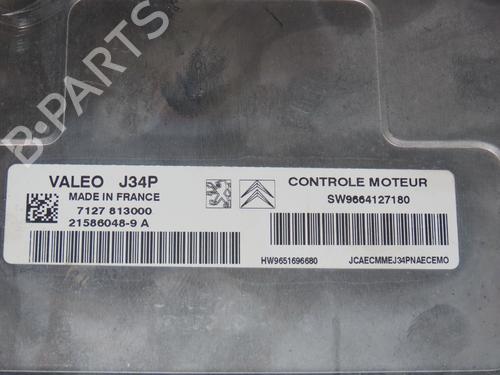 B-PARTS
VALEO J34P
MADE IN FRANCE
7127 813000
21586048-9 A
CONTROLE MOTEUR
SW9664127180
HW9651696680
JCAECMMEJ34PNAECEMO